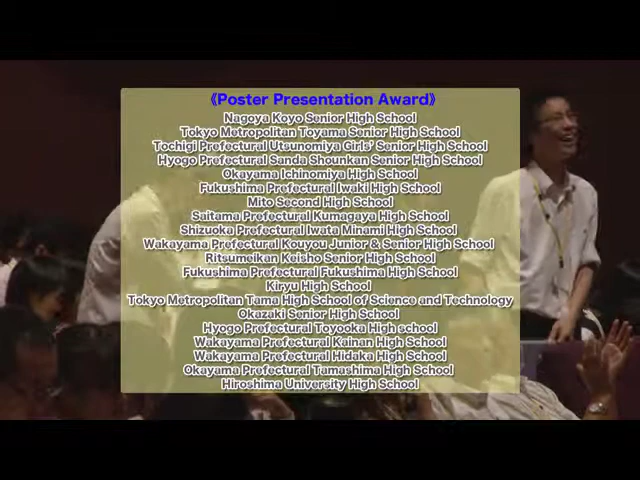 《Poster Presentation Award》
Nagoya Koyo Senior High School
Tokyo Metropolitan Toyama Senior High School
Tochigi Prefectural Utsunomiya Girls' Senior High School
Hyogo Prefectural Sanda Shounkan Senior High School
Okayama Ichinomiya High School
Fukushima Prefectural Iwaki High School
Mito Second High School
Saitama Prefectural Kumagaya High School
Shizuoka Prefectural Iwata Minami High School
Wakayama Prefectural Kouyou Junior & Senior High School
Ritsumeikan Keisho Senior High School
Fukushima Prefectural Fukushima High School
Kiryu High School
Tokyo Metropolitan Tama High School of Science and Technology
Okazaki Senior High School
Hyogo Prefectural Toyooka High school
Wakayama Prefectural Kainan High School
Wakayama Prefectural Hidaka High School
Okayama Prefectural Tamashima High School
Hiroshima University High School